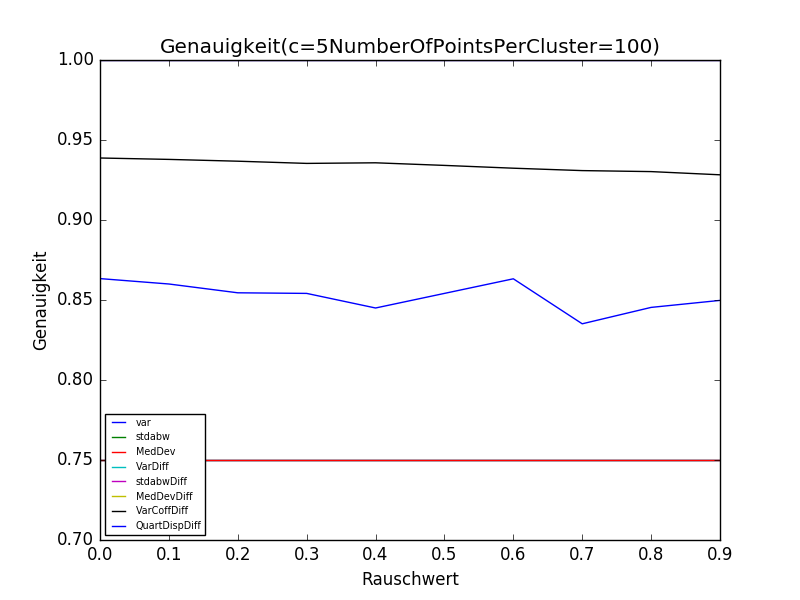 Genauigkeit(c=5NumberOfPointsPerCluster=100)
1.00
0.95
0.90
0.85
0.80
0.75
0.70
Genauigkeit
var
stdabw
MedDev
VarDiff
stdabwDiff
MedDevDiff
VarCoffDiff
QuartDispDiff
0.0 0.1 0.2 0.3 0.4 0.5 0.6 0.7 0.8 0.9
Rauschwert